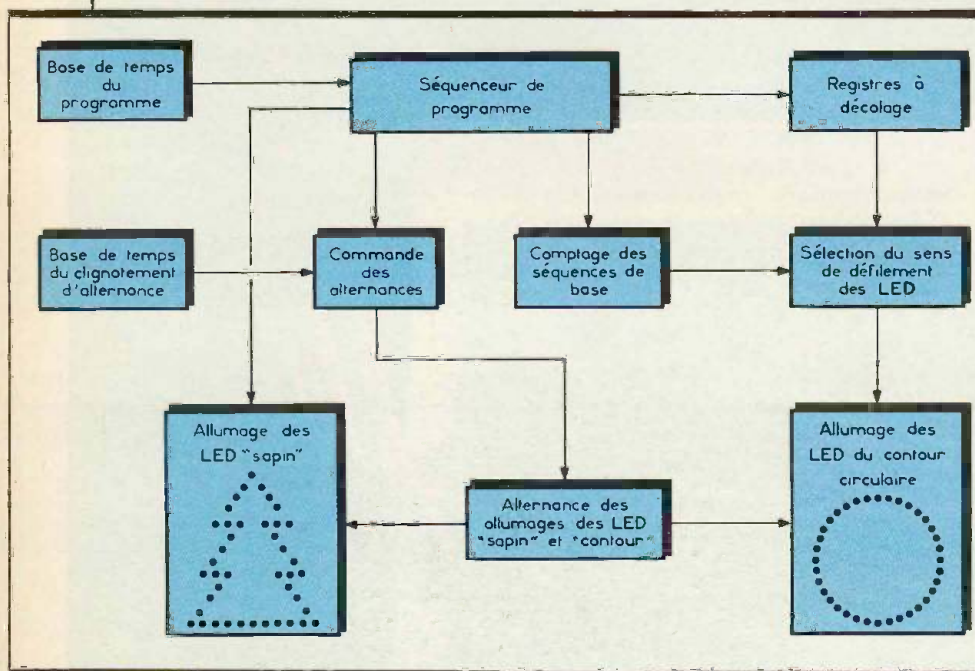 Base de temps
du
programme
Séquenceur de
programme
Registres à
décalage
Base de temps
du clignotement
d'alternance
Commande
des
alternances
Comptage des
séquences de
base
Sélection du sens
de défilement
des LED
Allumage des
LED "sapin"
Alternance des
allumages des LED
"sapin" et "contour"
Allumage des
LED du contour
circulaire